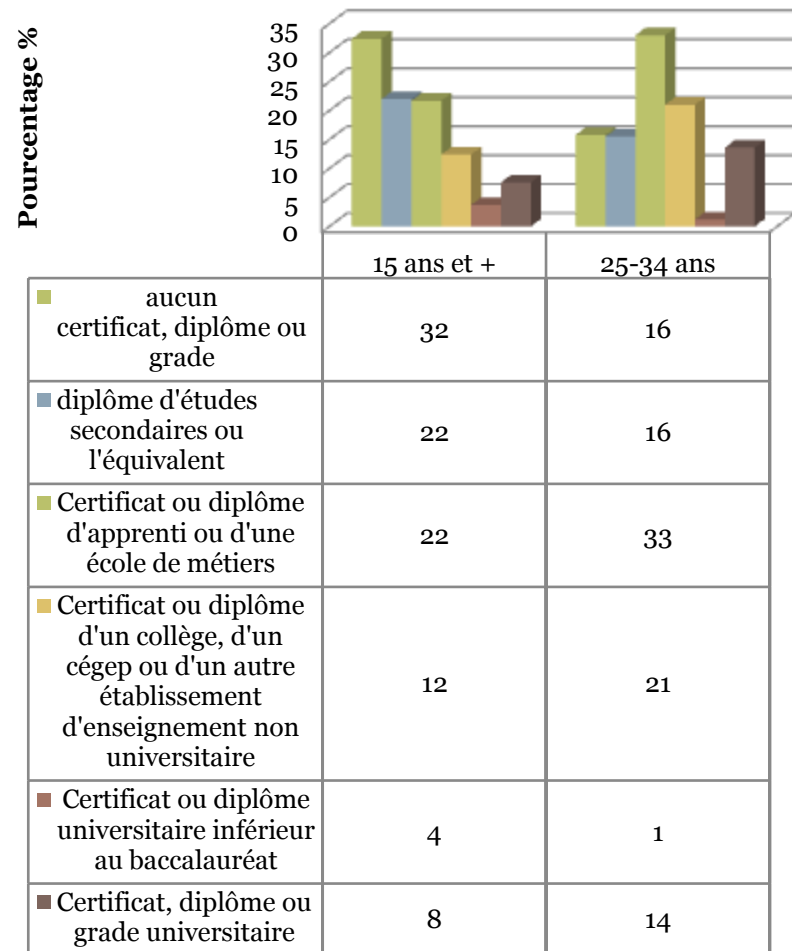 Pourcentage %
35
30
25
20
15
10
5
0
15 ans et +
25-34 ans
aucun
certificat, diplôme ou
grade
32
16
diplôme d'études
secondaires ou
l'équivalent
22
16
Certificat ou diplôme
d'apprenti ou d'une
école de métiers
22
33
Certificat ou diplôme
d'un collège, d'un
cégep ou d'un autre
établissement
d'enseignement non
universitaire
12
21
Certificat ou diplôme
universitaire inférieur
au baccalauréat
4
1
Certificat, diplôme ou
grade universitaire
8
14